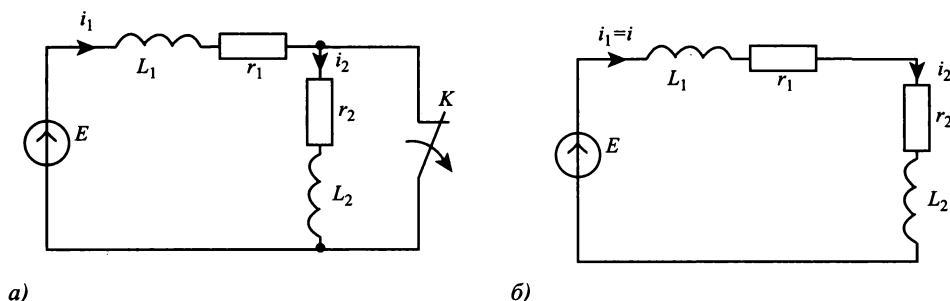 i₁
L₁
r₁
i₂
r₂
K
E
L₂
а)
i₁=i
L₁
r₁
i₂
r₂
E
L₂
б)